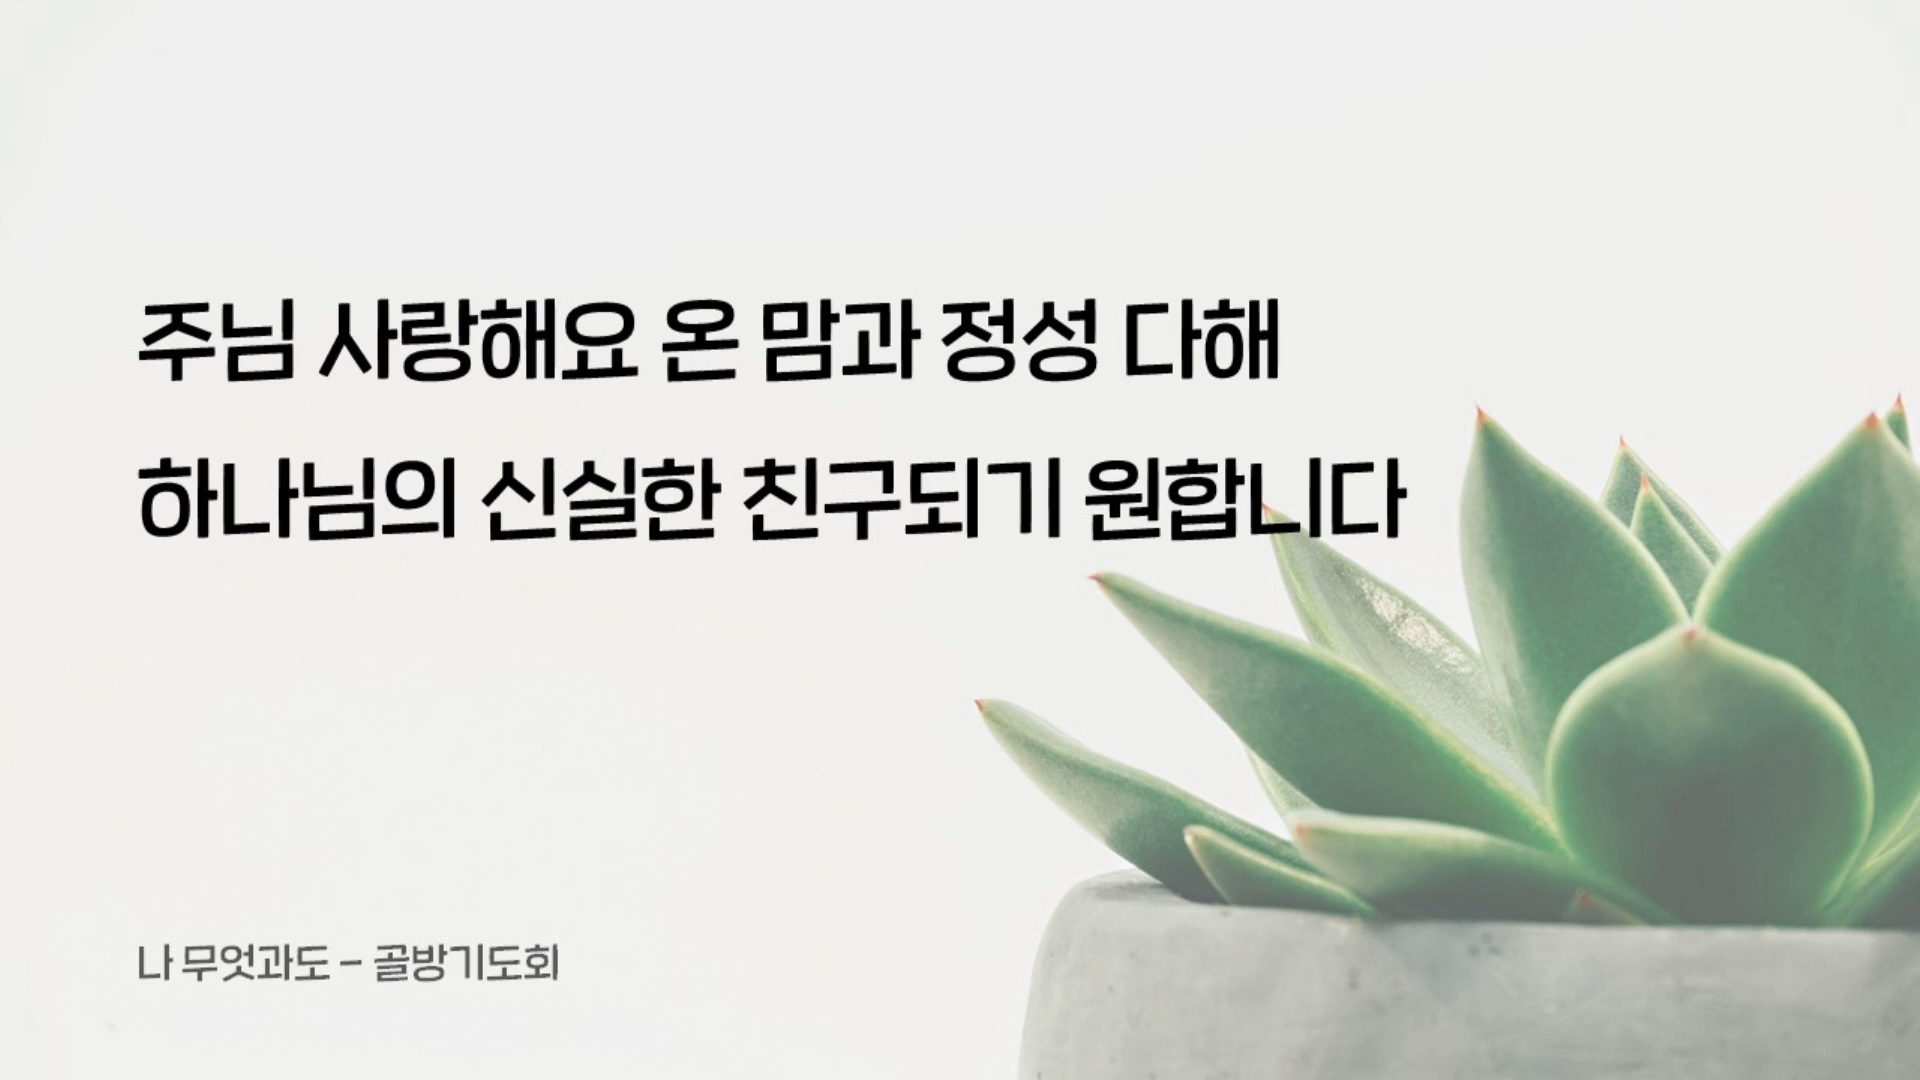 주님 사랑해요 온 맘과 정성 다해
하나님의 신실한 친구되기 원합니다
나 무엇과도 - 골방기도회